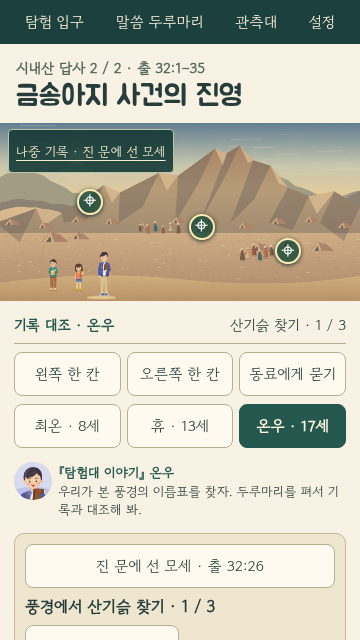 탐험 입구 말씀 두루마리 관측대 설정
시내산 답사 2 / 2 · 출 32:1–35
금송아지 사건의 진영
나중 기록 · 진 문에 선 모세
기록 대조 · 온우 산기슭 찾기 · 1 / 3
왼쪽 한 칸 오른쪽 한 칸 동료에게 묻기
최온 · 8세 휴 · 13세 온우 · 17세
『탐험대 이야기』 온우
우리가 본 풍경의 이름표를 찾자. 두루마리를 펴서 기
록과 대조해 봐.
진 문에 선 모세 · 출 32:26
풍경에서 산기슭 찾기 · 1 / 3